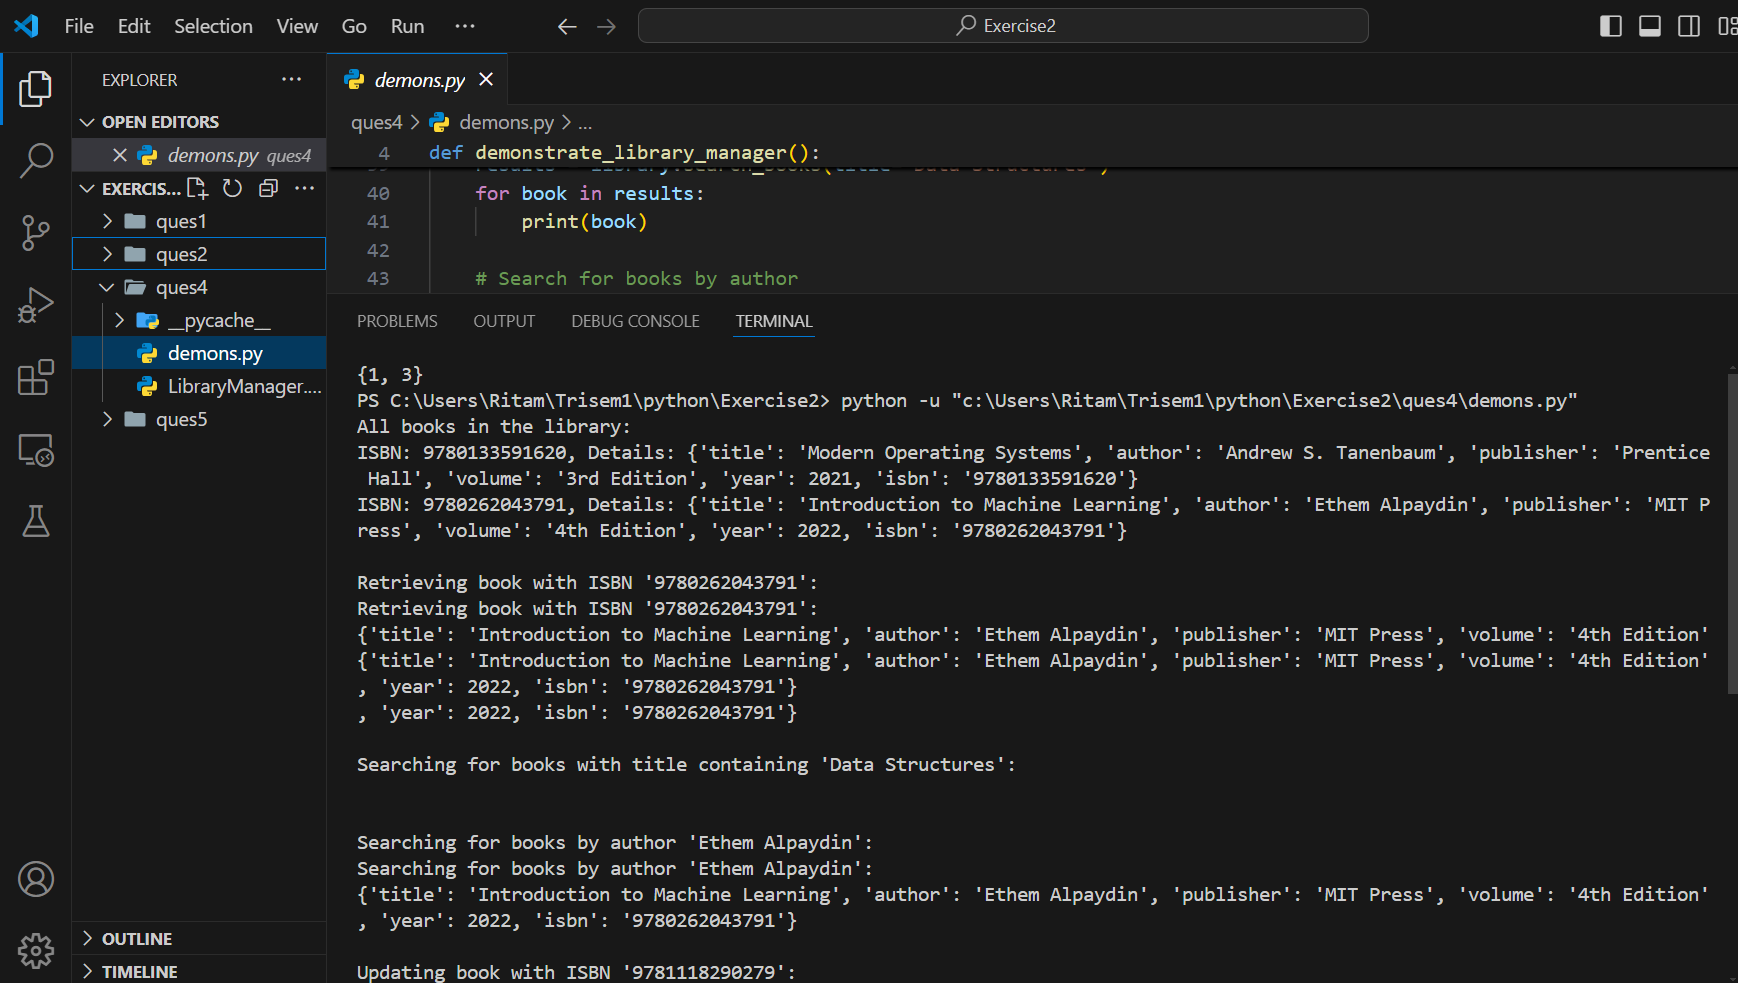 File Edit Selection View Go Run ···
Exercise2
EXPLORER
OPEN EDITORS
demons.py ques4
EXERCIS...
ques1
ques2
ques4
__pycache__
demons.py
LibraryManager....
ques5
OUTLINE
TIMELINE
demons.py
ques4 > demons.py > ...
4 def demonstrate_library_manager():
40 for book in results:
41 print(book)
42
43 # Search for books by author
PROBLEMS OUTPUT DEBUG CONSOLE TERMINAL
{1, 3}
PS C:\Users\Ritam\Trisem1\python\Exercise2> python -u "c:\Users\Ritam\Trisem1\python\Exercise2\ques4\demons.py"
All books in the library:
ISBN: 9780133591620, Details: {'title': 'Modern Operating Systems', 'author': 'Andrew S. Tanenbaum', 'publisher': 'Prentice
Hall', 'volume': '3rd Edition', 'year': 2021, 'isbn': '9780133591620'}
ISBN: 9780262043791, Details: {'title': 'Introduction to Machine Learning', 'author': 'Ethem Alpaydin', 'publisher': 'MIT P
ress', 'volume': '4th Edition', 'year': 2022, 'isbn': '9780262043791'}
Retrieving book with ISBN '9780262043791':
Retrieving book with ISBN '9780262043791':
{'title': 'Introduction to Machine Learning', 'author': 'Ethem Alpaydin', 'publisher': 'MIT Press', 'volume': '4th Edition'
{'title': 'Introduction to Machine Learning', 'author': 'Ethem Alpaydin', 'publisher': 'MIT Press', 'volume': '4th Edition'
, 'year': 2022, 'isbn': '9780262043791'}
, 'year': 2022, 'isbn': '9780262043791'}
Searching for books with title containing 'Data Structures':
Searching for books by author 'Ethem Alpaydin':
Searching for books by author 'Ethem Alpaydin':
{'title': 'Introduction to Machine Learning', 'author': 'Ethem Alpaydin', 'publisher': 'MIT Press', 'volume': '4th Edition'
, 'year': 2022, 'isbn': '9780262043791'}
Updating book with ISBN '9781118290279':